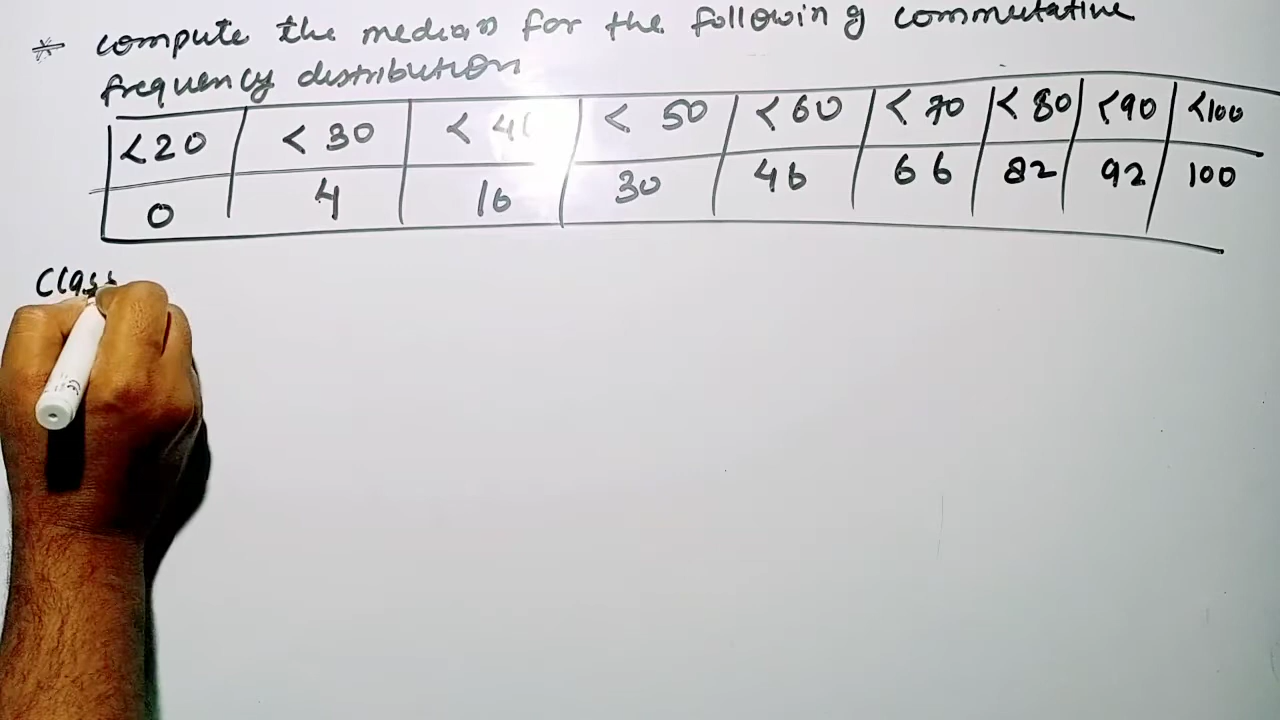 * compute the median for the following commutative
frequency distribution
<20 <30 <50 <60 <70 <80 <90 <100
0 4 16 30 46 66 82 92 100
Class